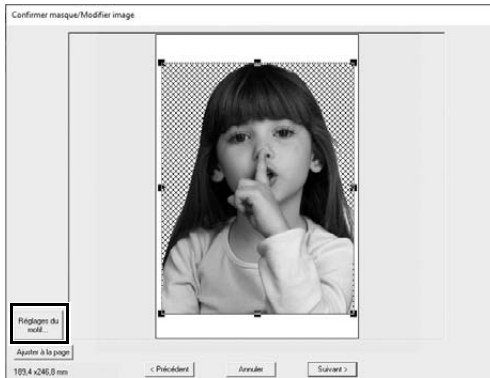 Confirmer masque/Modifier image
Réglages du
motif...
Ajuster à la page
189,4 x246,8 mm
< Précédent
Annuler
Suivant >